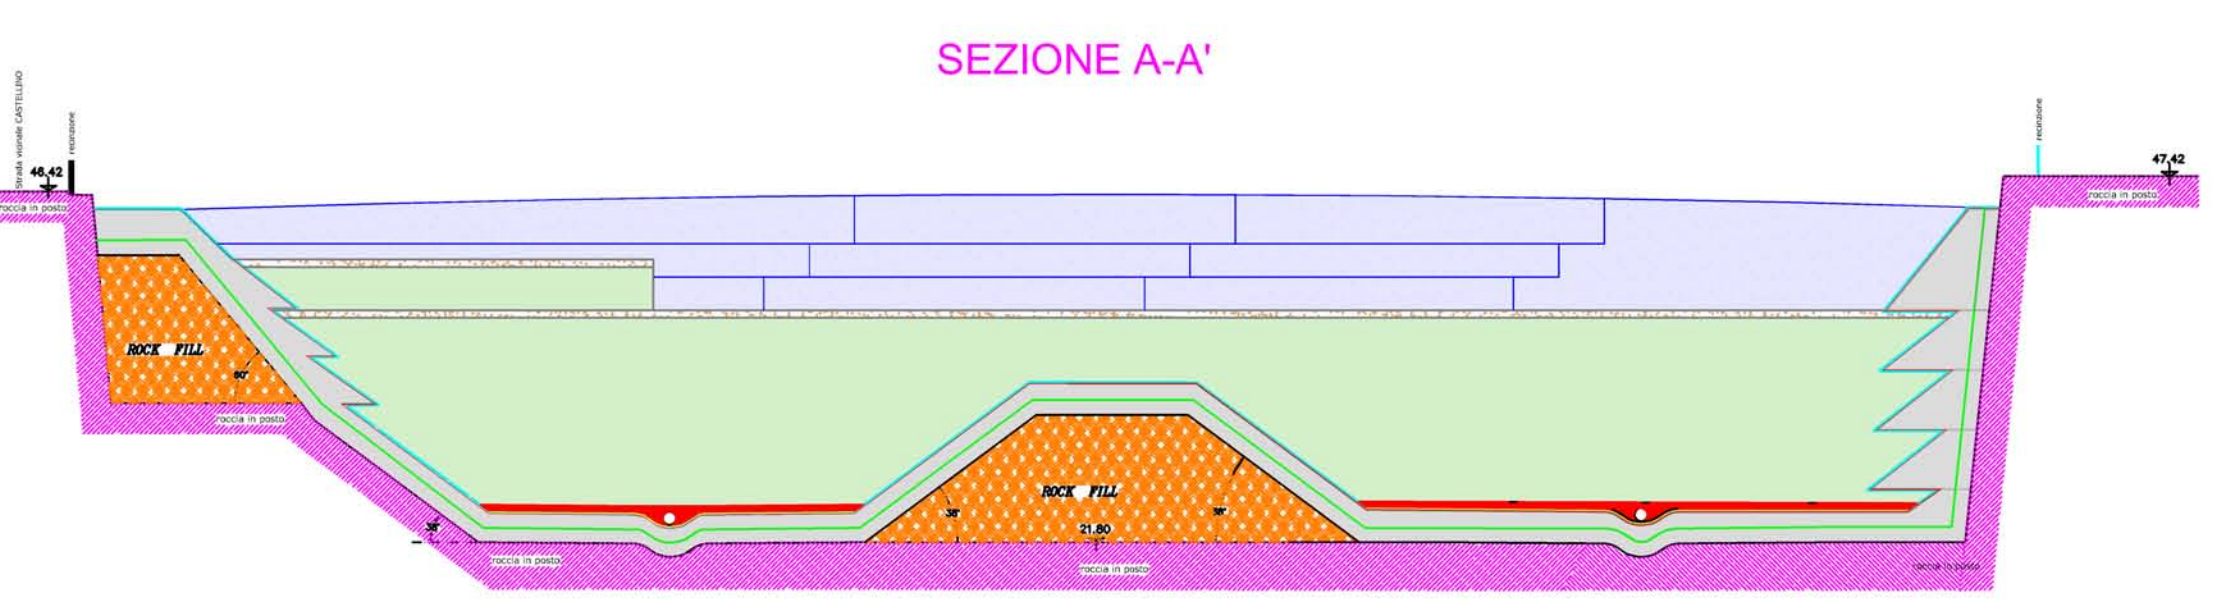 SEZIONE A-A'
Strada vicinale CASTELLINO
recinzione
46.42
roccia in posto
recinzione
47.42
roccia in posto
ROCK FILL
60°
roccia in posto
38°
roccia in posto
ROCK FILL
38°
38°
21.80
roccia in posto
roccia in posto